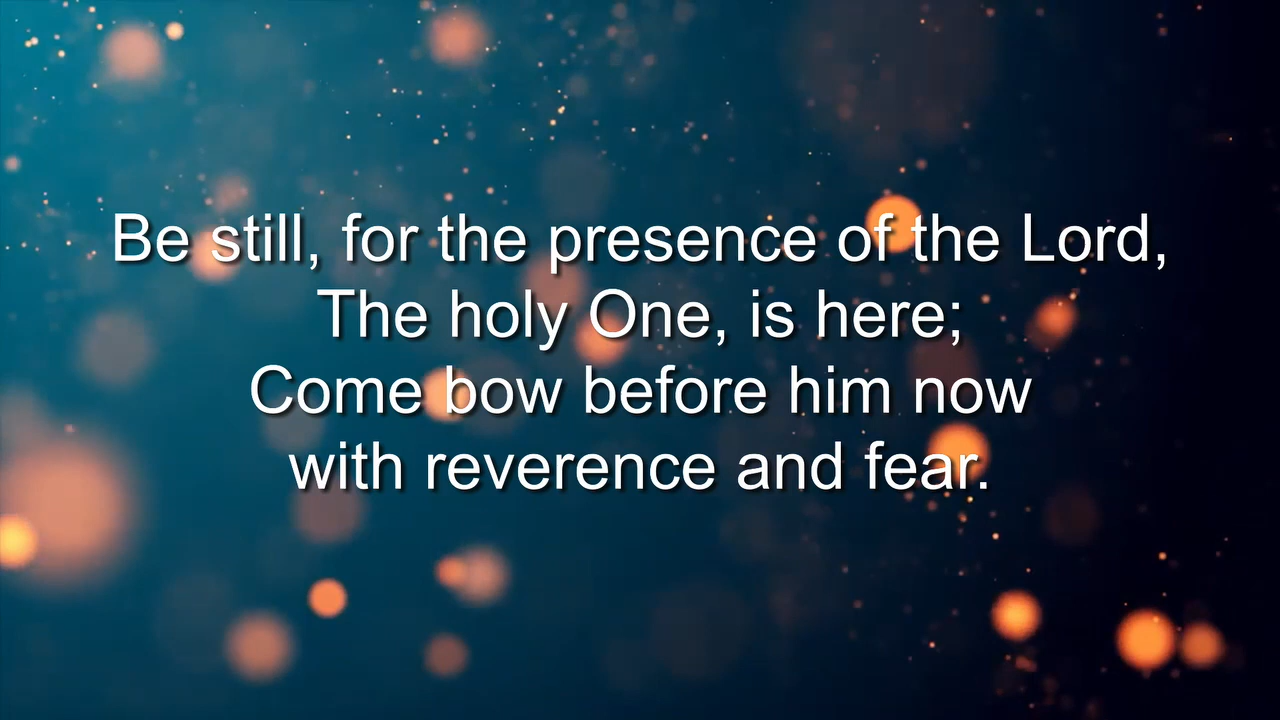 Be still, for the presence of the Lord,
The holy One, is here;
Come bow before him now
with reverence and fear.